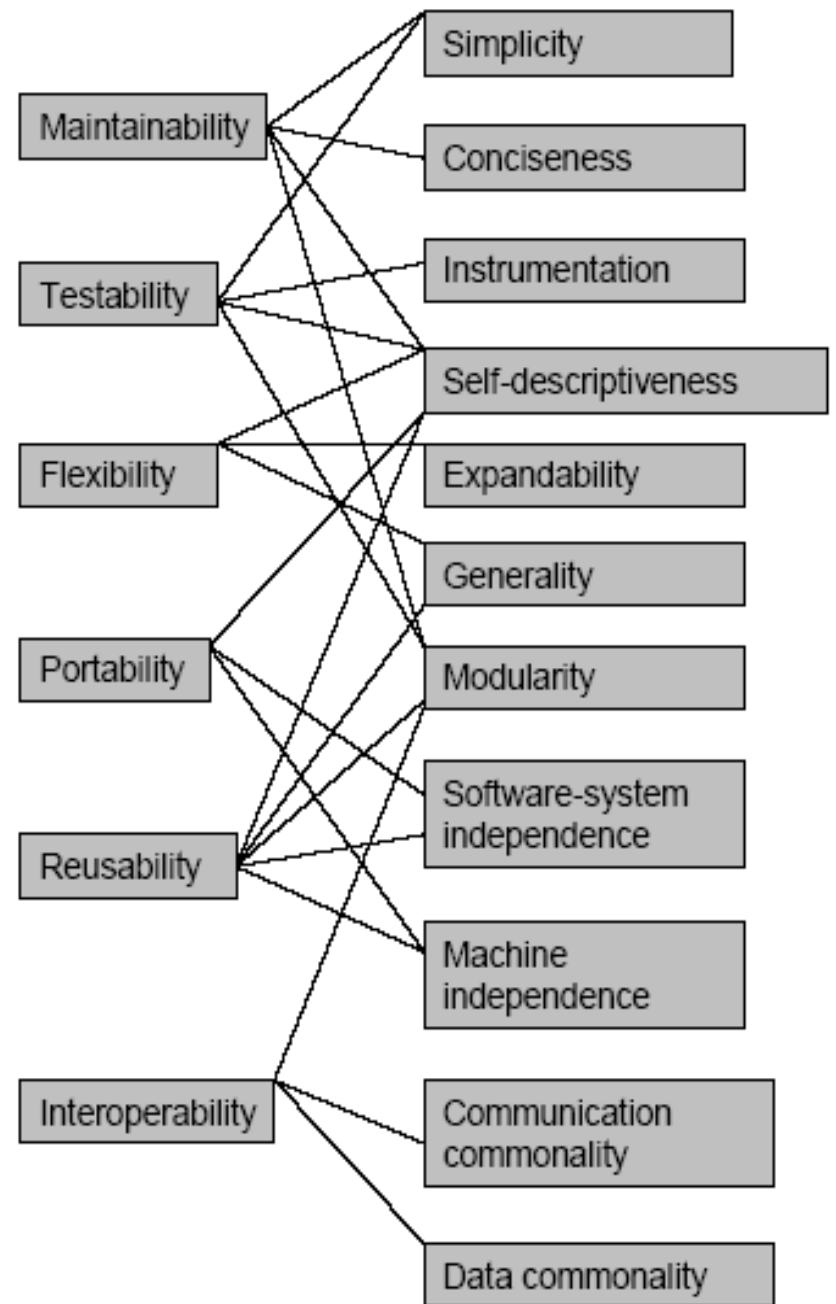 Simplicity
Maintainability
Conciseness
Instrumentation
Testability
Self-descriptiveness
Flexibility
Expandability
Generality
Portability
Modularity
Software-system
independence
Reusability
Machine
independence
Interoperability
Communication
commonality
Data commonality